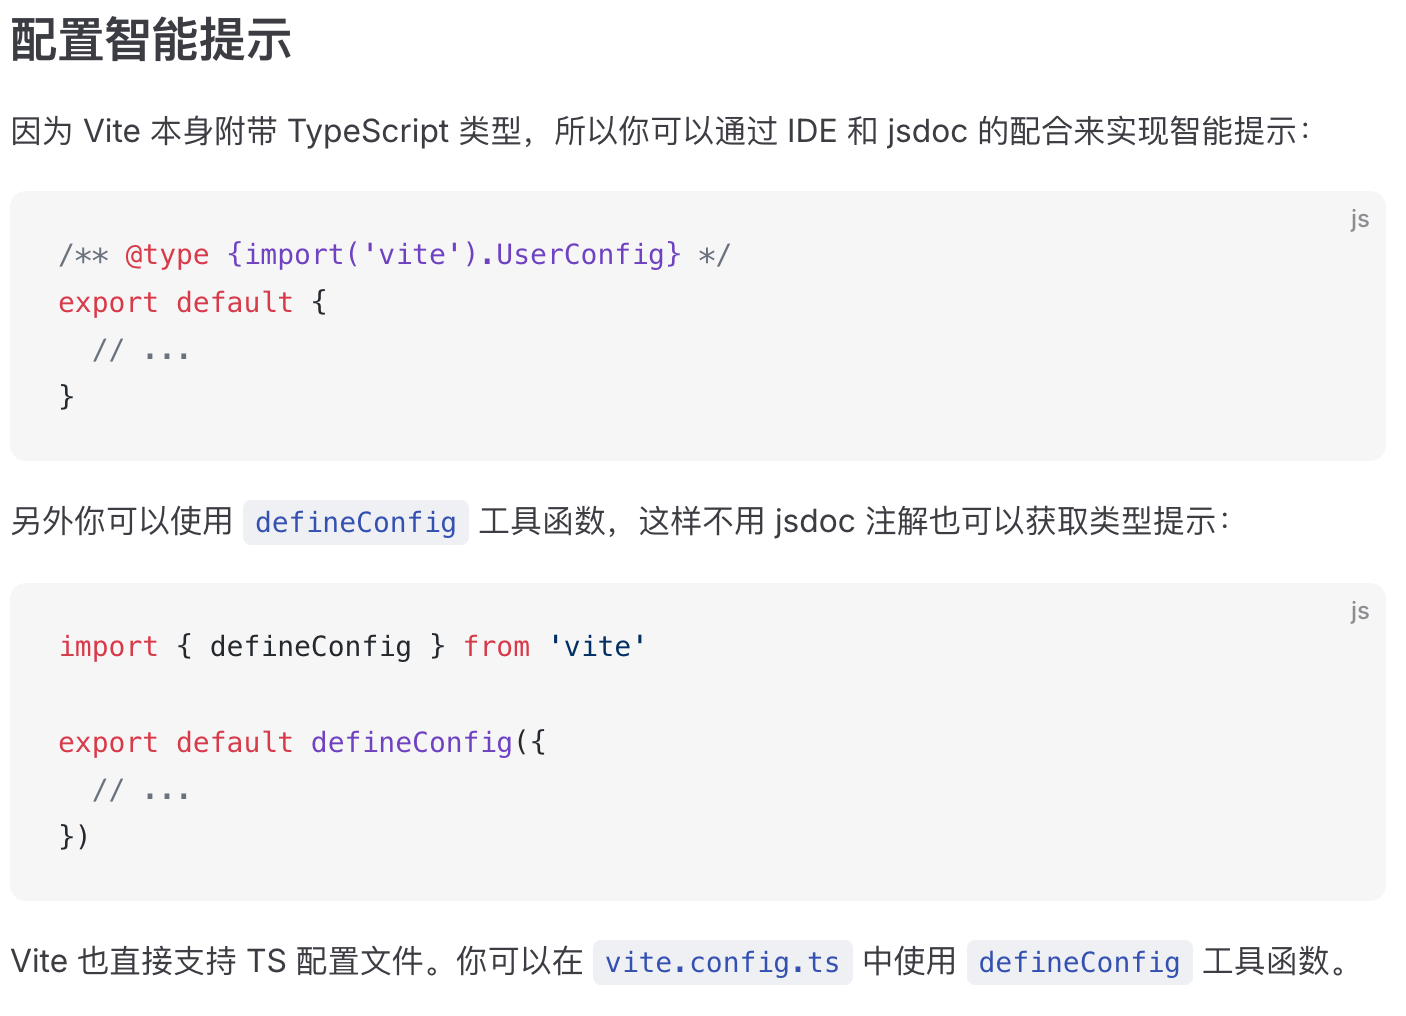 配置智能提示
因为 Vite 本身附带 TypeScript 类型，所以你可以通过 IDE 和 jsdoc 的配合来实现智能提示：
js
/** @type {import('vite').UserConfig} */
export default {
  // ...
}
另外你可以使用 defineConfig 工具函数，这样不用 jsdoc 注解也可以获取类型提示：
js
import { defineConfig } from 'vite'

export default defineConfig({
  // ...
})
Vite 也直接支持 TS 配置文件。你可以在 vite.config.ts 中使用 defineConfig 工具函数。